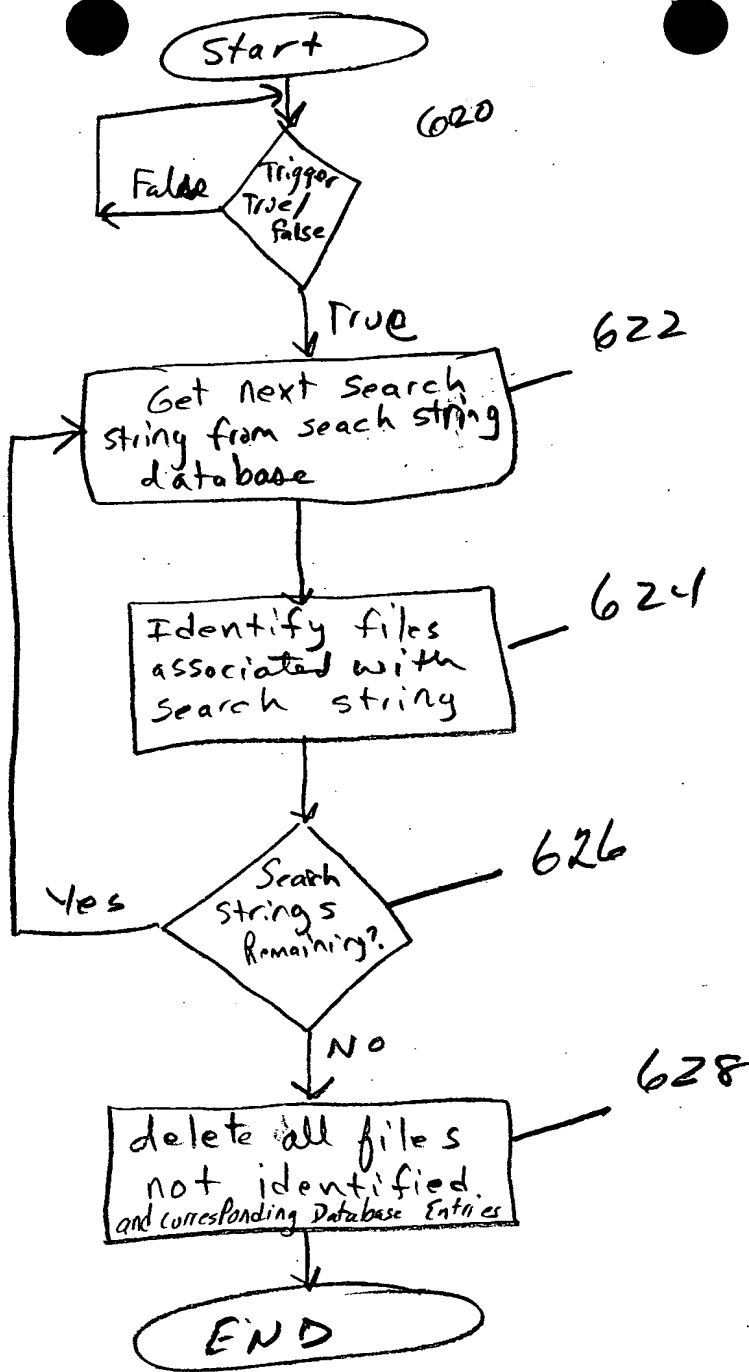 Start
620
False
Trigger
True/
false
True
622
Get next search
string from seach string
database
624
Identify files
associated with
search string
626
Search
strings
Remaining?
Yes
No
628
delete all files
not identified.
and corresponding Database Entries
END